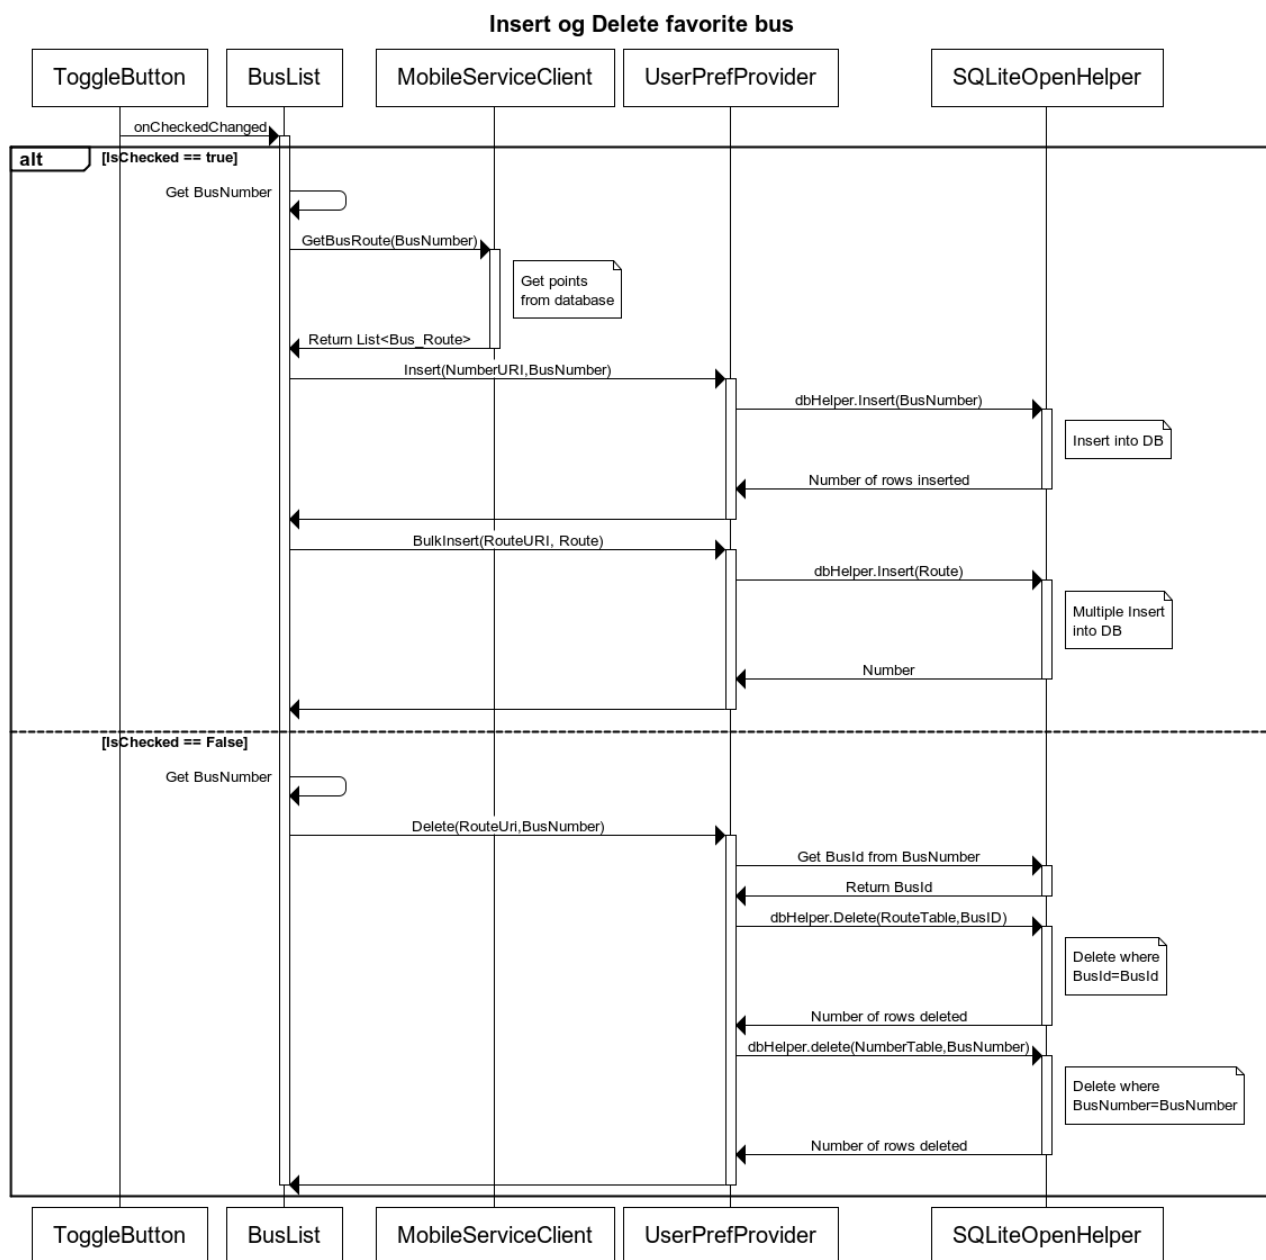 Insert og Delete favorite bus
ToggleButton
BusList
MobileServiceClient
UserPrefProvider
SQLiteOpenHelper
onCheckedChanged
alt
[IsChecked == true]
Get BusNumber
GetBusRoute(BusNumber)
Get points
from database
Return List<Bus_Route>
Insert(NumberURI,BusNumber)
dbHelper.Insert(BusNumber)
Insert into DB
Number of rows inserted
BulkInsert(RouteURI, Route)
dbHelper.Insert(Route)
Multiple Insert
into DB
Number
[IsChecked == False]
Get BusNumber
Delete(RouteUri,BusNumber)
Get BusId from BusNumber
Return BusId
dbHelper.Delete(RouteTable,BusID)
Delete where
BusId=BusId
Number of rows deleted
dbHelper.delete(NumberTable,BusNumber)
Delete where
BusNumber=BusNumber
Number of rows deleted
ToggleButton
BusList
MobileServiceClient
UserPrefProvider
SQLiteOpenHelper